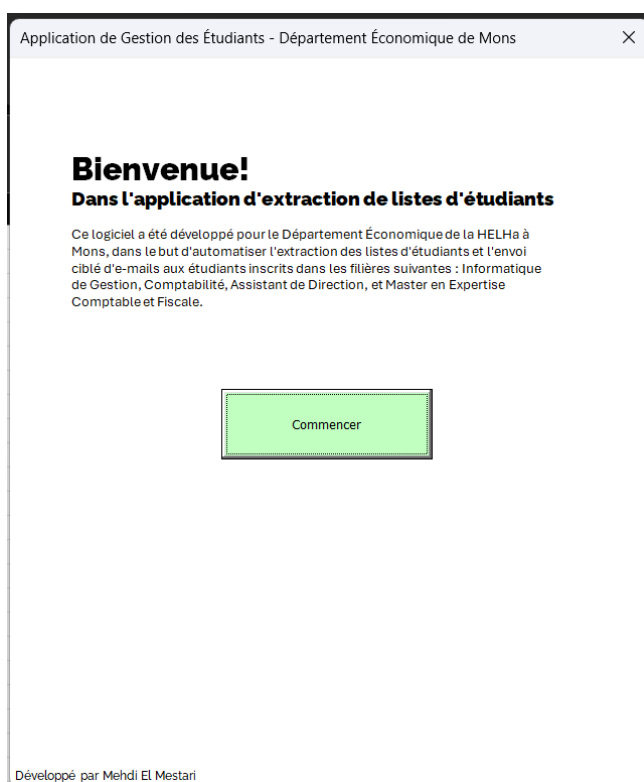 Application de Gestion des Étudiants - Département Économique de Mons
Bienvenue!
Dans l'application d'extraction de listes d'étudiants
Ce logiciel a été développé pour le Département Économique de la HELHa à
Mons, dans le but d'automatiser l'extraction des listes d'étudiants et l'envoi
ciblé d'e-mails aux étudiants inscrits dans les filières suivantes : Informatique
de Gestion, Comptabilité, Assistant de Direction, et Master en Expertise
Comptable et Fiscale.
Commencer
Développé par Mehdi El Mestari